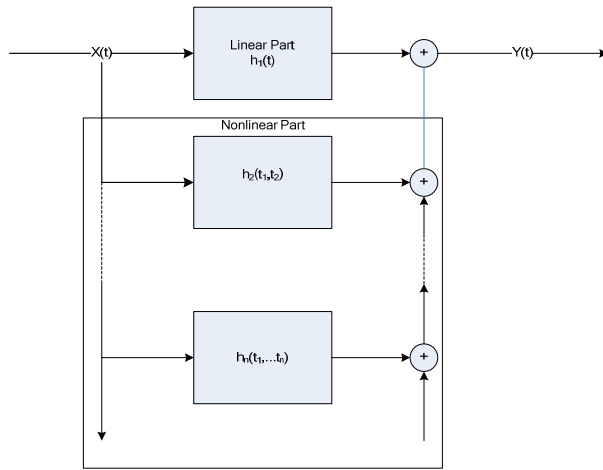 X(t)
Linear Part
h₁(t)
+
Y(t)
Nonlinear Part
h₂(t₁,t₂)
+
hₙ(t₁,...tₙ)
+